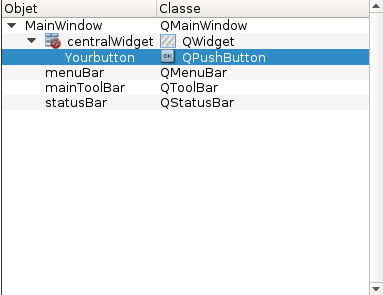 Objet Classe
MainWindow QMainWindow
centralWidget QWidget
Yourbutton OK QPushButton
menuBar QMenuBar
mainToolBar QToolBar
statusBar QStatusBar